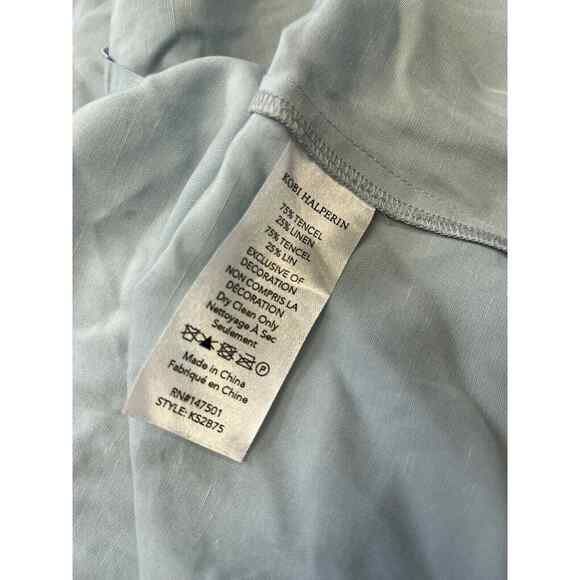 KOBI HALPERIN
75% TENCEL
25% LINEN
75% TENCEL
25% LIN
EXCLUSIVE OF
DECORATION
NON COMPRIS LA
DÉCORATION
Dry Clean Only
Nettoyage À Sec
Seulement
P
Made in China
Fabriqué en Chine
RN#147501
STYLE: KS2B75